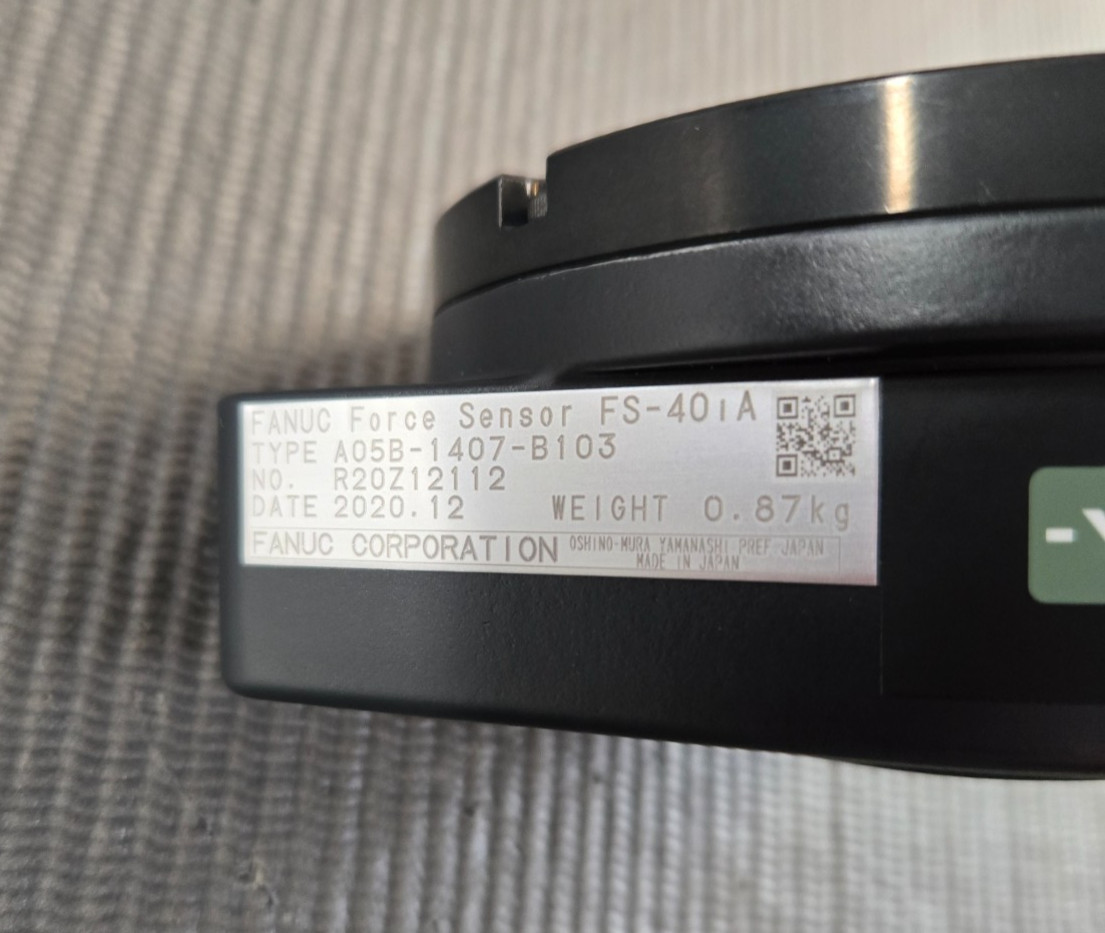 FANUC Force Sensor FS-40iA
TYPE A05B-1407-B103
NO. R20Z12112
DATE 2020.12 WEIGHT 0.87kg
FANUC CORPORATION OSHINO-MURA YAMANASHI PREF JAPAN
MADE IN JAPAN